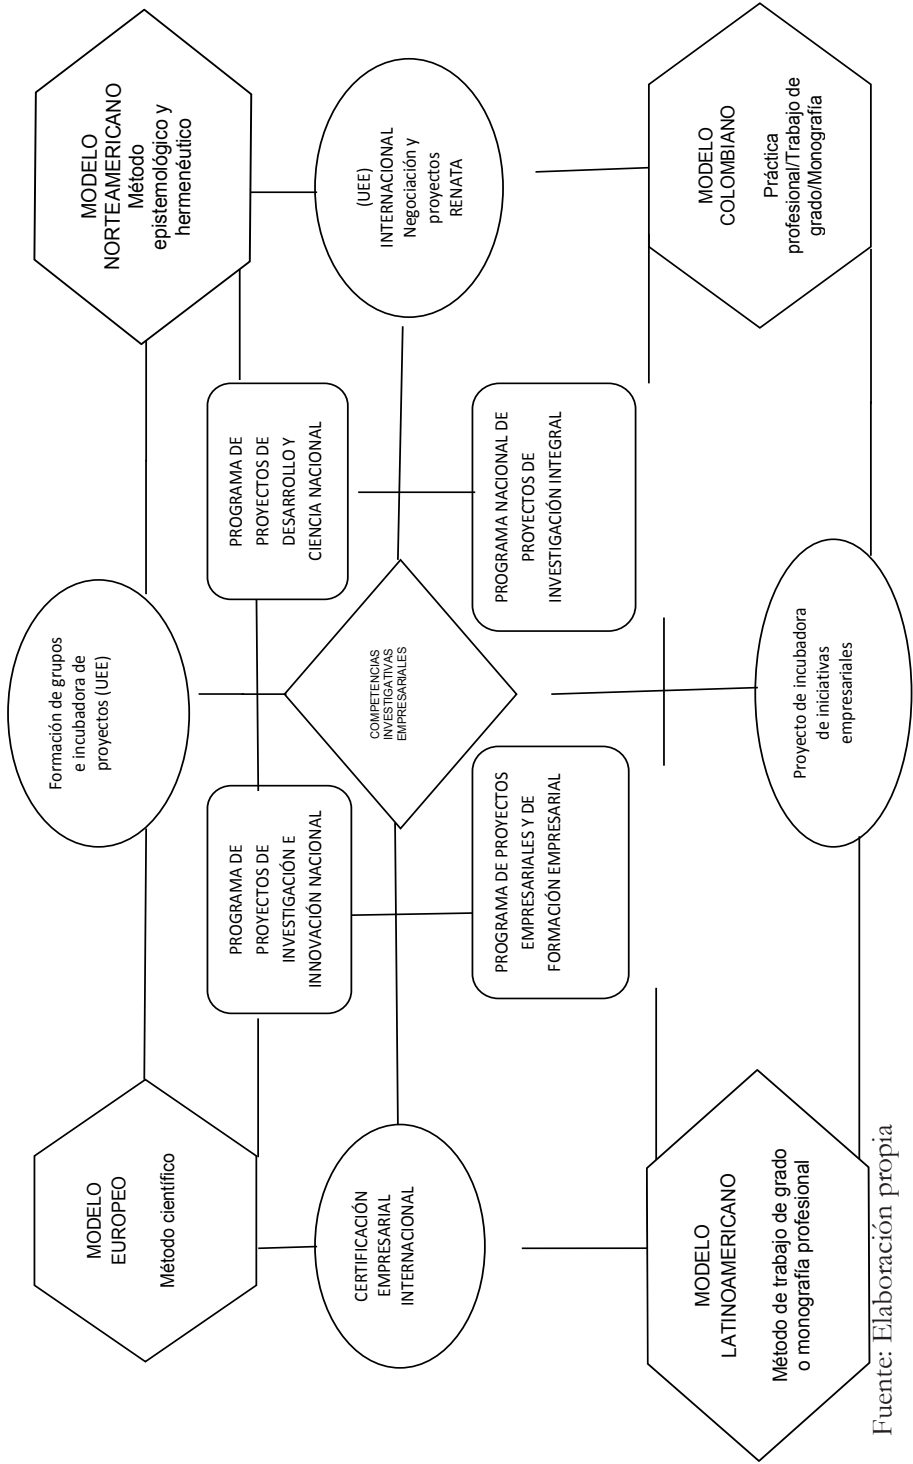 MODELO
EUROPEO
Método científico
Formación de grupos
e incubadora de
proyectos (UEE)
MODELO
NORTEAMERICANO
Método
epistemológico y
hermenéutico
PROGRAMA DE
PROYECTOS DE
INVESTIGACIÓN E
INNOVACIÓN NACIONAL
PROGRAMA DE
PROYECTOS DE
DESARROLLO Y
CIENCIA NACIONAL
CERTIFICACIÓN
EMPRESARIAL
INTERNACIONAL
COMPETENCIAS
INVESTIGATIVAS
EMPRESARIALES
(UEE)
INTERNACIONAL
Negociación y
proyectos
RENATA
PROGRAMA DE PROYECTOS
EMPRESARIALES Y DE
FORMACIÓN EMPRESARIAL
PROGRAMA NACIONAL DE
PROYECTOS DE
INVESTIGACIÓN INTEGRAL
MODELO
LATINOAMERICANO
Método de trabajo de grado
o monografía profesional
Proyecto de incubadora
de iniciativas
empresariales
MODELO
COLOMBIANO
Práctica
profesional/Trabajo de
grado/Monografía
Fuente: Elaboración propia